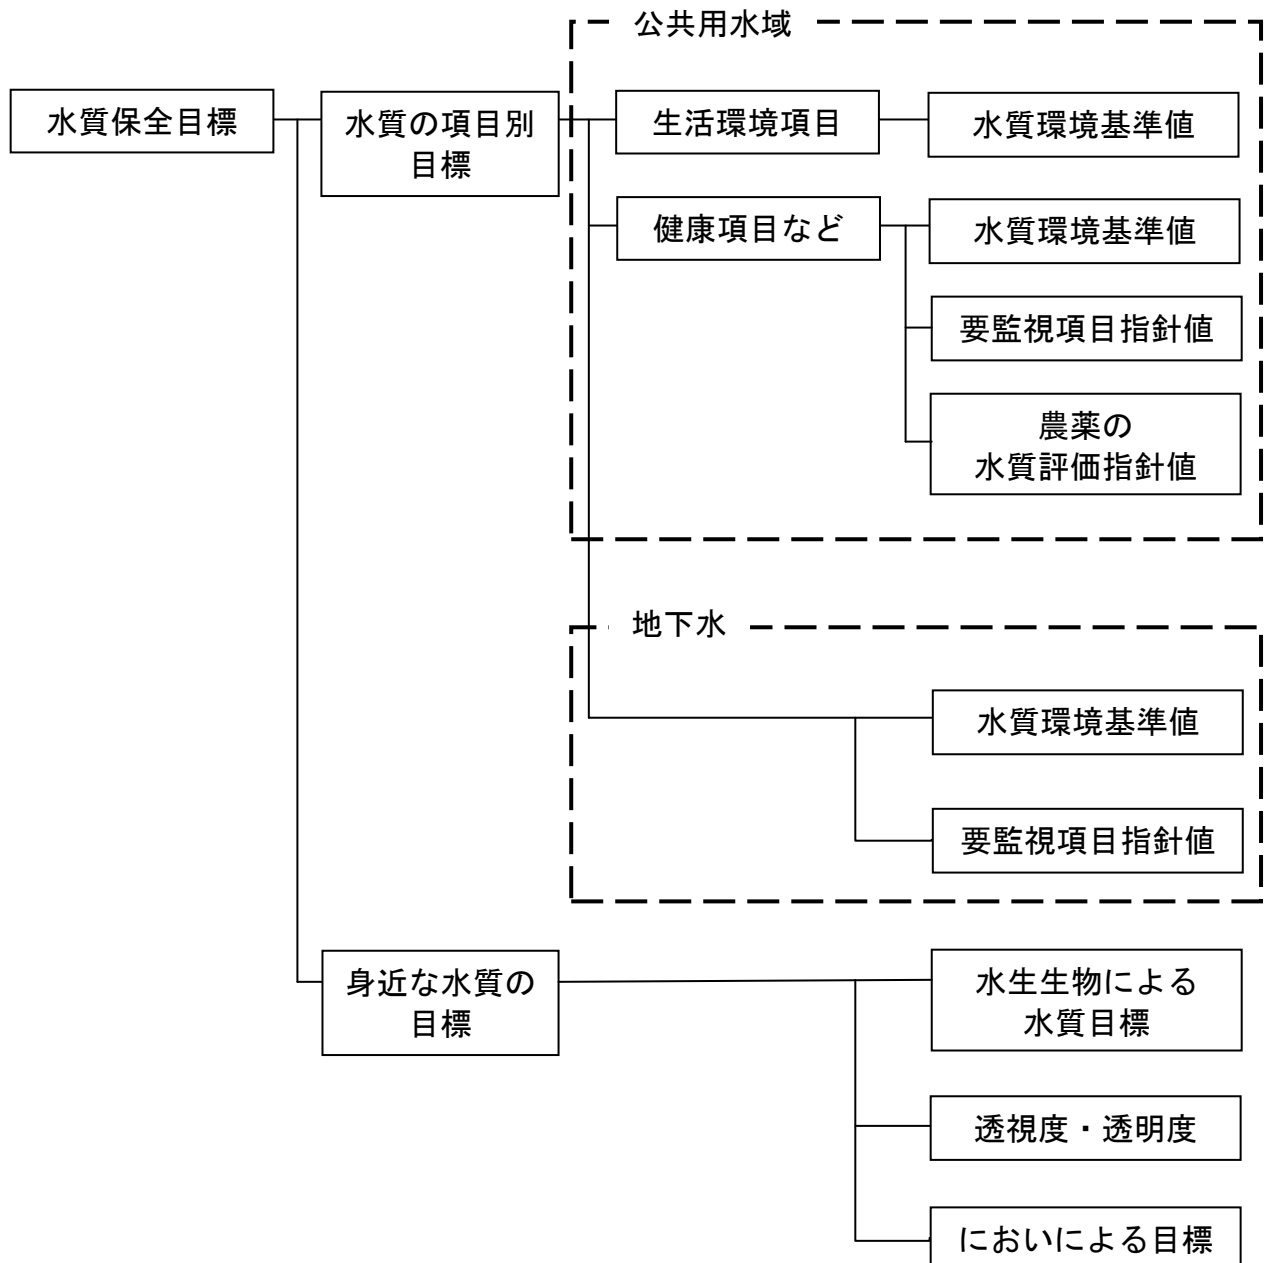 公共用水域
水質保全目標
水質の項目別
目標
生活環境項目
水質環境基準値
健康項目など
水質環境基準値
要監視項目指針値
農薬の
水質評価指針値
地下水
水質環境基準値
要監視項目指針値
身近な水質の
目標
水生生物による
水質目標
透視度・透明度
においによる目標